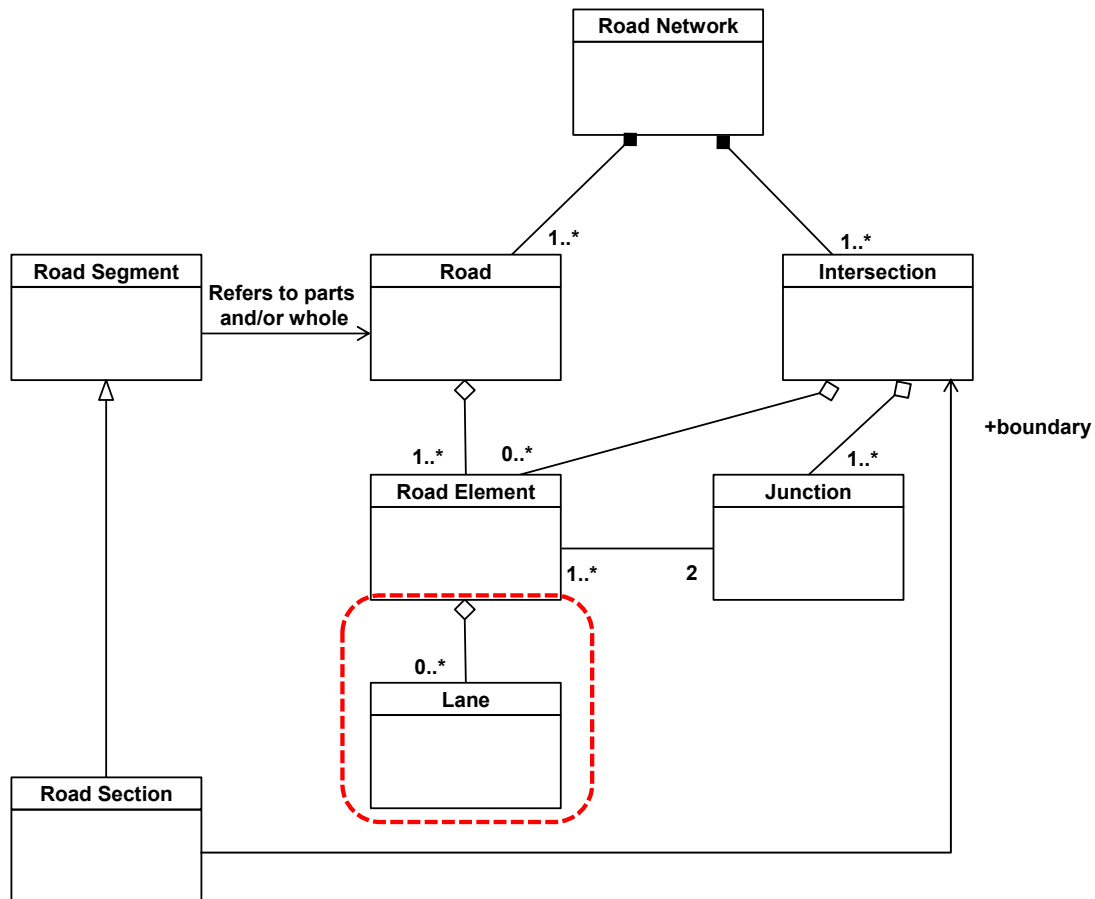 Road Network
1..*
1..*
Road Segment
Road
Intersection
Refers to parts
and/or whole
+boundary
1..*
0..*
1..*
Road Element
Junction
1..*
2
0..*
Lane
Road Section